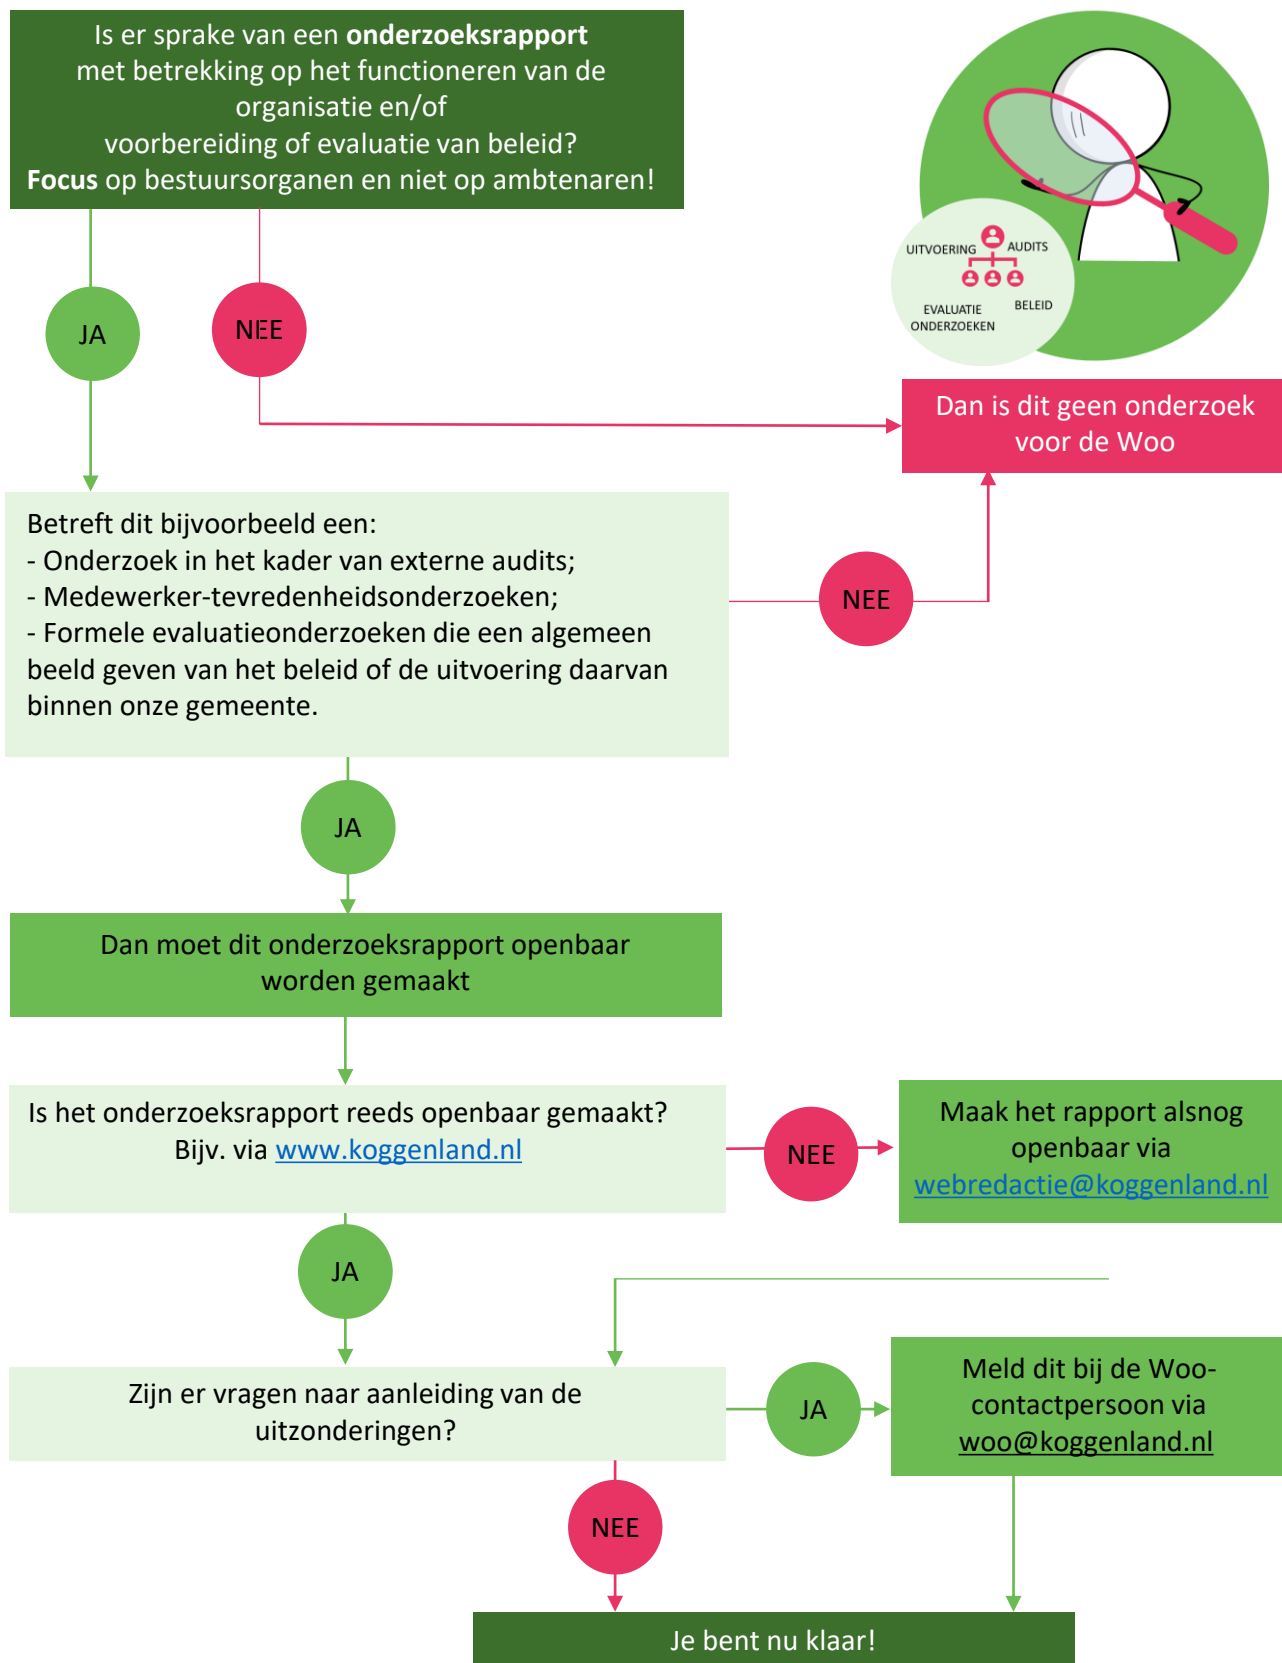 Is er sprake van een onderzoeksrapport
met betrekking op het functioneren van de
organisatie en/of
voorbereiding of evaluatie van beleid?
Focus op bestuursorganen en niet op ambtenaren!
UITVOERING
AUDITS
EVALUATIE
ONDERZOEKEN
BELEID
JA
NEE
Dan is dit geen onderzoek
voor de Woo
Betreft dit bijvoorbeeld een:
- Onderzoek in het kader van externe audits;
- Medewerker-tevredenheidsonderzoeken;
- Formele evaluatieonderzoeken die een algemeen
beeld geven van het beleid of de uitvoering daarvan
binnen onze gemeente.
NEE
JA
Dan moet dit onderzoeksrapport openbaar
worden gemaakt
Is het onderzoeksrapport reeds openbaar gemaakt?
Bijv. via www.koggenland.nl
NEE
Maak het rapport alsnog
openbaar via
webredactie@koggenland.nl
JA
Zijn er vragen naar aanleiding van de
uitzonderingen?
JA
Meld dit bij de Woo-
contactpersoon via
woo@koggenland.nl
NEE
Je bent nu klaar!